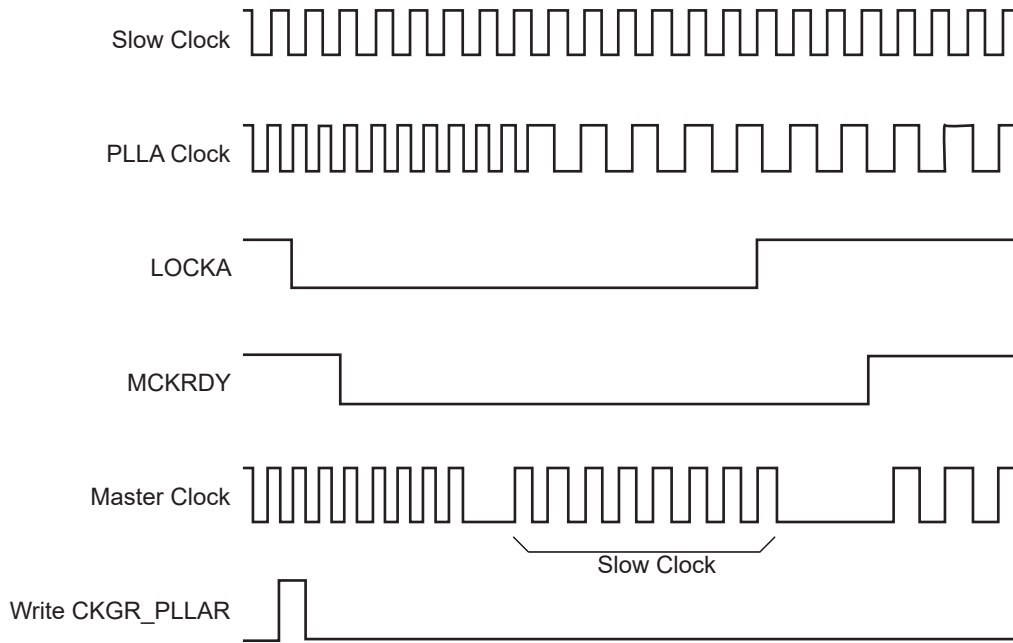 Slow Clock
PLLA Clock
LOCKA
MCKRDY
Master Clock
Slow Clock
Write CKGR_PLLAR